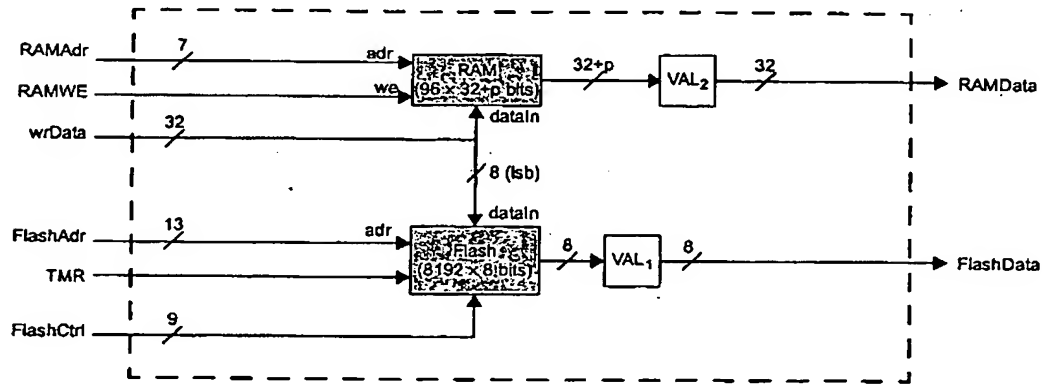 RAMAdr
7
adr
RAM
(96 × 32+p bits)
32+p
VAL2
32
RAMData
RAMWE
we
wrData
32
dataIn
8 (lsb)
dataIn
FlashAdr
13
adr
Flash
(8192 × 8 bits)
8
VAL1
8
FlashData
TMR
FlashCtrl
9